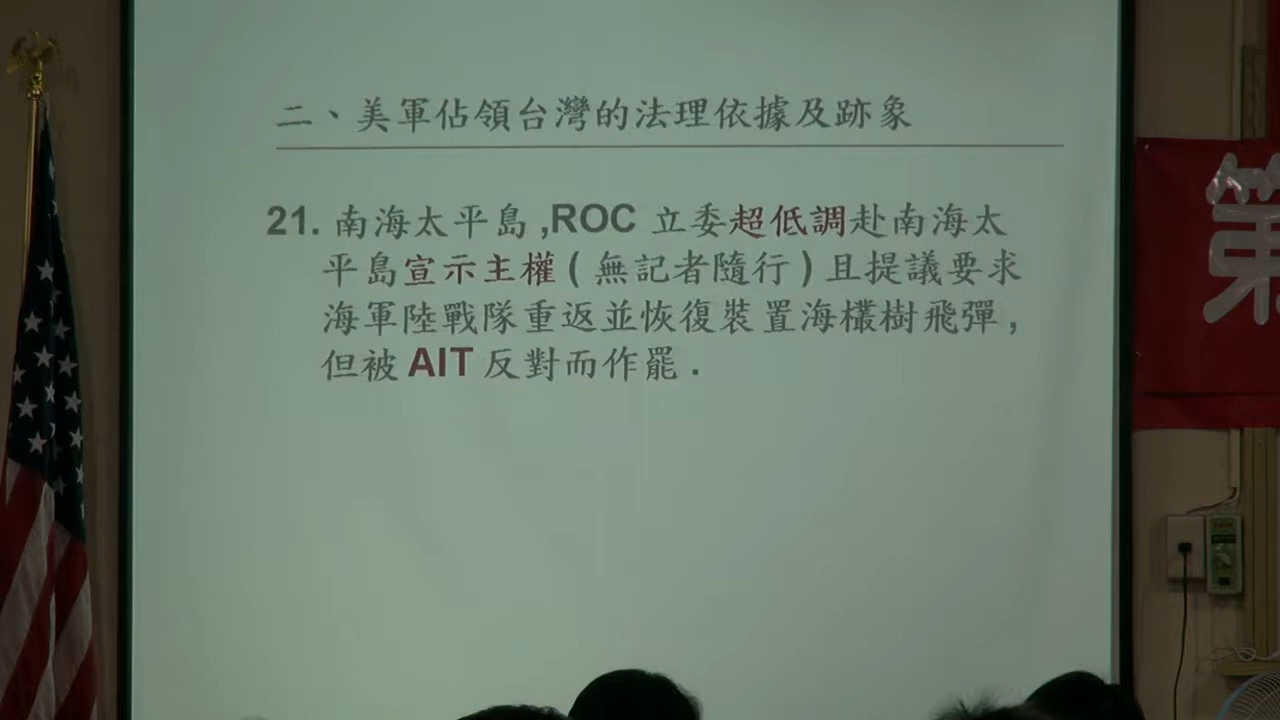 二、美軍佔領台灣的法理依據及跡象
21. 南海太平島,ROC 立委超低調赴南海太
平島宣示主權(無記者隨行)且提議要求
海軍陸戰隊重返並恢復裝置海欉樹飛彈,
但被 AIT 反對而作罷.
第